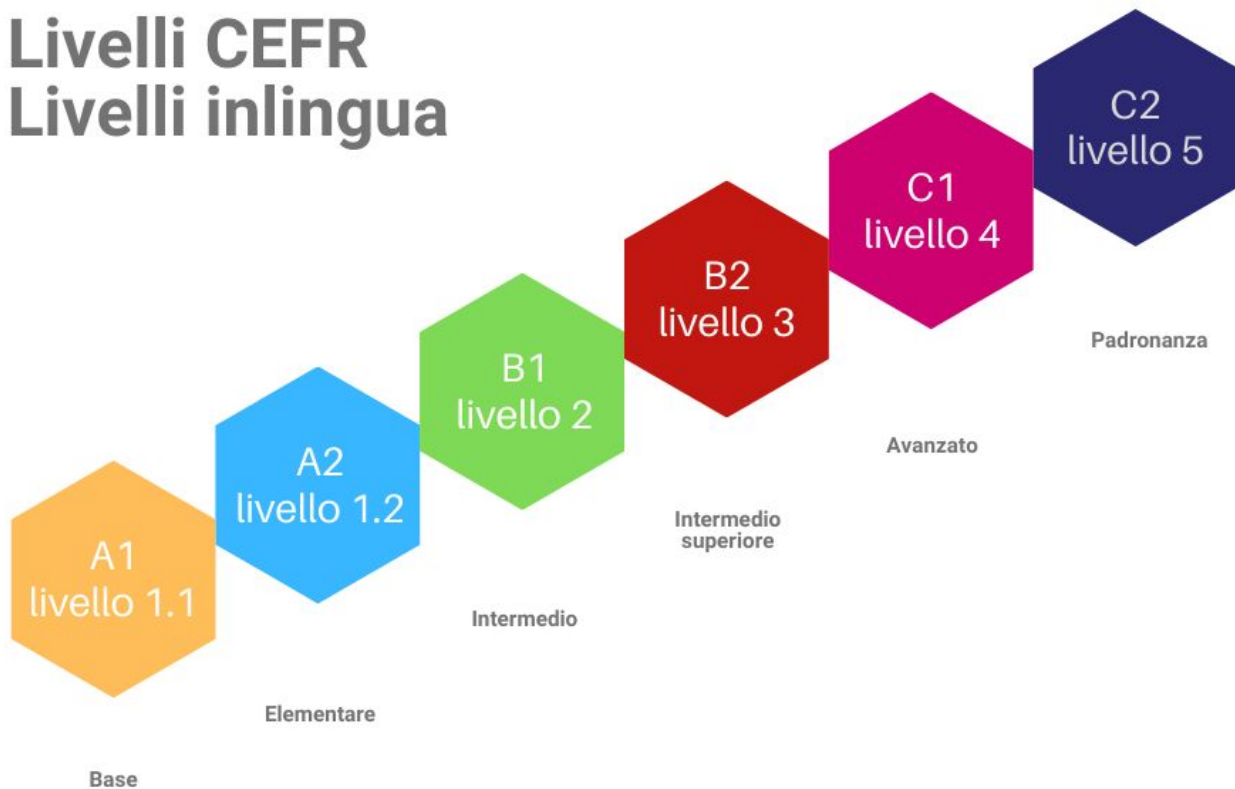 Livelli CEFR
Livelli inlingua
C2
livello 5
C1
livello 4
B2
livello 3
Padronanza
B1
livello 2
Avanzato
A2
livello 1.2
Intermedio
superiore
A1
livello 1.1
Intermedio
Elementare
Base